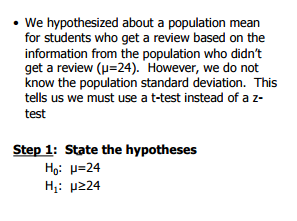 • We hypothesized about a population mean
for students who get a review based on the
information from the population who didn't
get a review (μ=24).  However, we do not
know the population standard deviation.  This
tells us we must use a t-test instead of a z-
test
Step 1:  State the hypotheses
H₀:  μ=24
H₁:  μ≥24